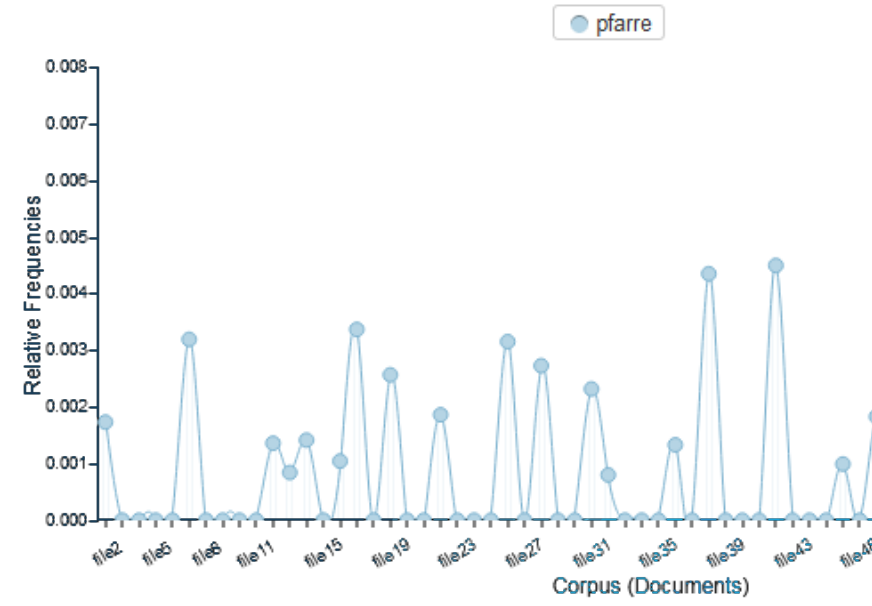 pfarre
0.008
0.007
0.006
0.005
0.004
0.003
0.002
0.001
0.000
Relative Frequencies
file2 file5 file8 file11 file15 file19 file23 file27 file31 file35 file39 file43
Corpus (Documents)